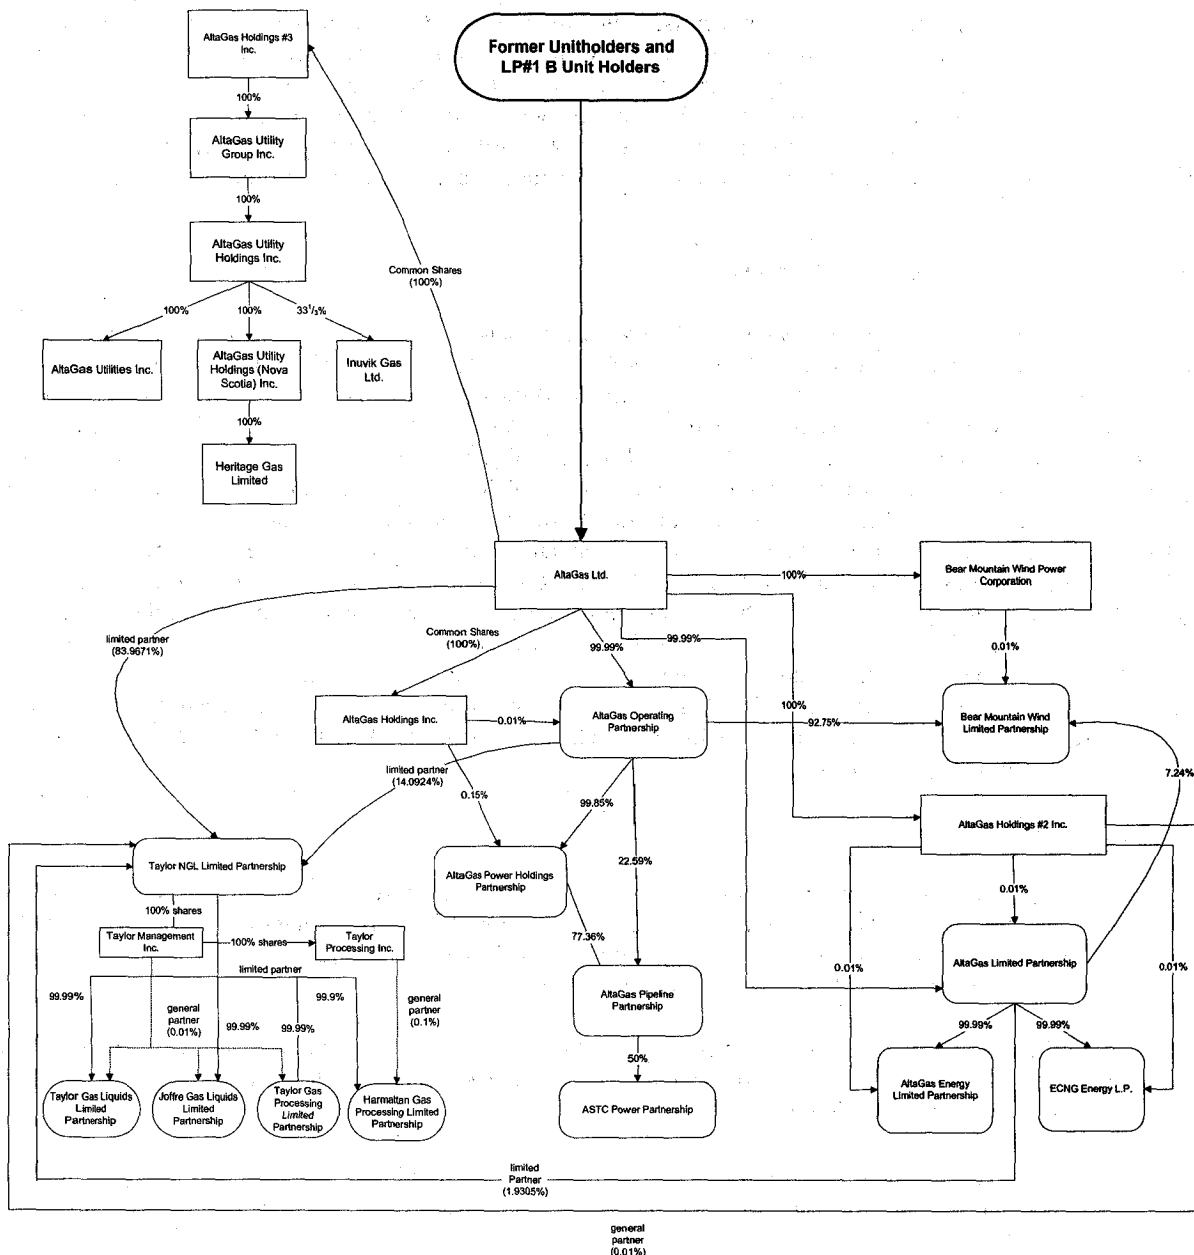 AltaGas Holdings #3
Inc.
Former Unitholders and
LP#1 B Unit Holders
100%
AltaGas Utility
Group Inc.
100%
AltaGas Utility
Holdings Inc.
Common Shares
(100%)
100%
100%
33¹/₃%
AltaGas Utilities Inc.
AltaGas Utility
Holdings (Nova
Scotia) Inc.
Inuvik Gas
Ltd.
100%
Heritage Gas
Limited
AltaGas Ltd.
100%
Bear Mountain Wind Power
Corporation
limited partner
(83.9671%)
Common Shares
(100%)
99.99%
99.99%
0.01%
100%
AltaGas Holdings Inc.
0.01%
AltaGas Operating
Partnership
92.75%
Bear Mountain Wind
Limited Partnership
limited partner
(14.0924%)
0.15%
99.85%
7.24%
AltaGas Holdings #2 Inc.
Taylor NGL Limited Partnership
AltaGas Power Holdings
Partnership
22.59%
0.01%
100% shares
Taylor Management
Inc.
100% shares
Taylor
Processing Inc.
77.36%
AltaGas Limited Partnership
limited partner
0.01%
0.01%
99.99%
general
partner
(0.01%)
99.99%
99.99%
99.9%
general
partner
(0.1%)
AltaGas Pipeline
Partnership
99.99%
99.99%
50%
Taylor Gas Liquids
Limited
Partnership
Joffre Gas Liquids
Limited
Partnership
Taylor Gas
Processing
Limited
Partnership
Harmattan Gas
Processing Limited
Partnership
ASTC Power Partnership
AltaGas Energy
Limited Partnership
ECNG Energy L.P.
limited
Partner
(1.9305%)
general
partner
(0.01%)